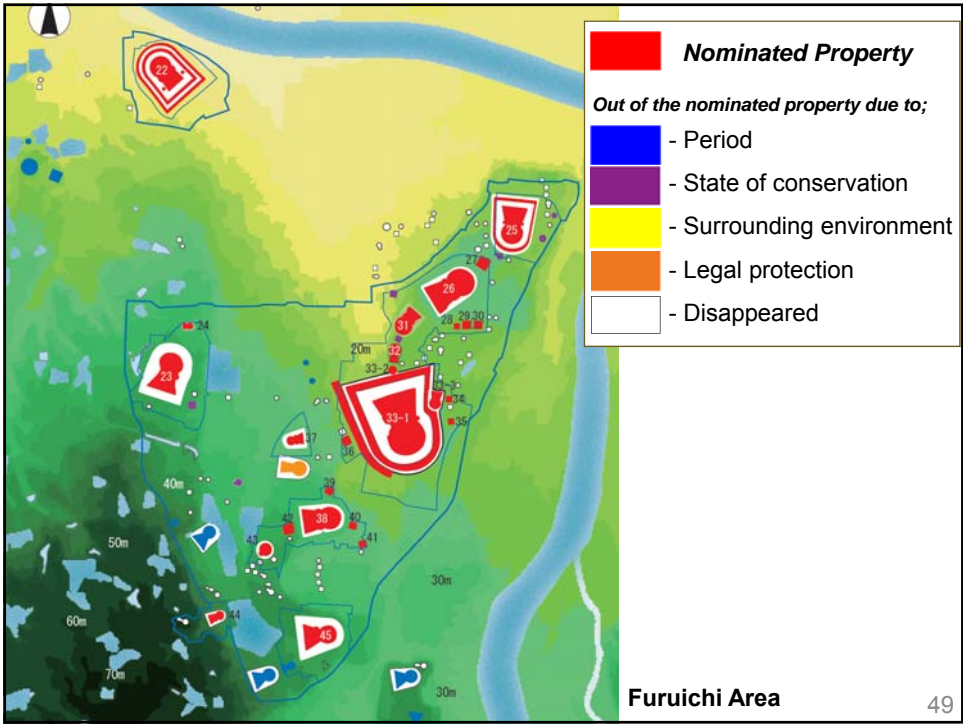 Nominated Property
Out of the nominated property due to;
- Period
- State of conservation
- Surrounding environment
- Legal protection
- Disappeared
22
25
27
26
28 29 30
31
24
20m
32
33-2
23
33-3
34
33-1
35
37
36
40m
39
38
40
42
41
43
50m
30m
44
60m
45
70m
30m
Furuichi Area
49